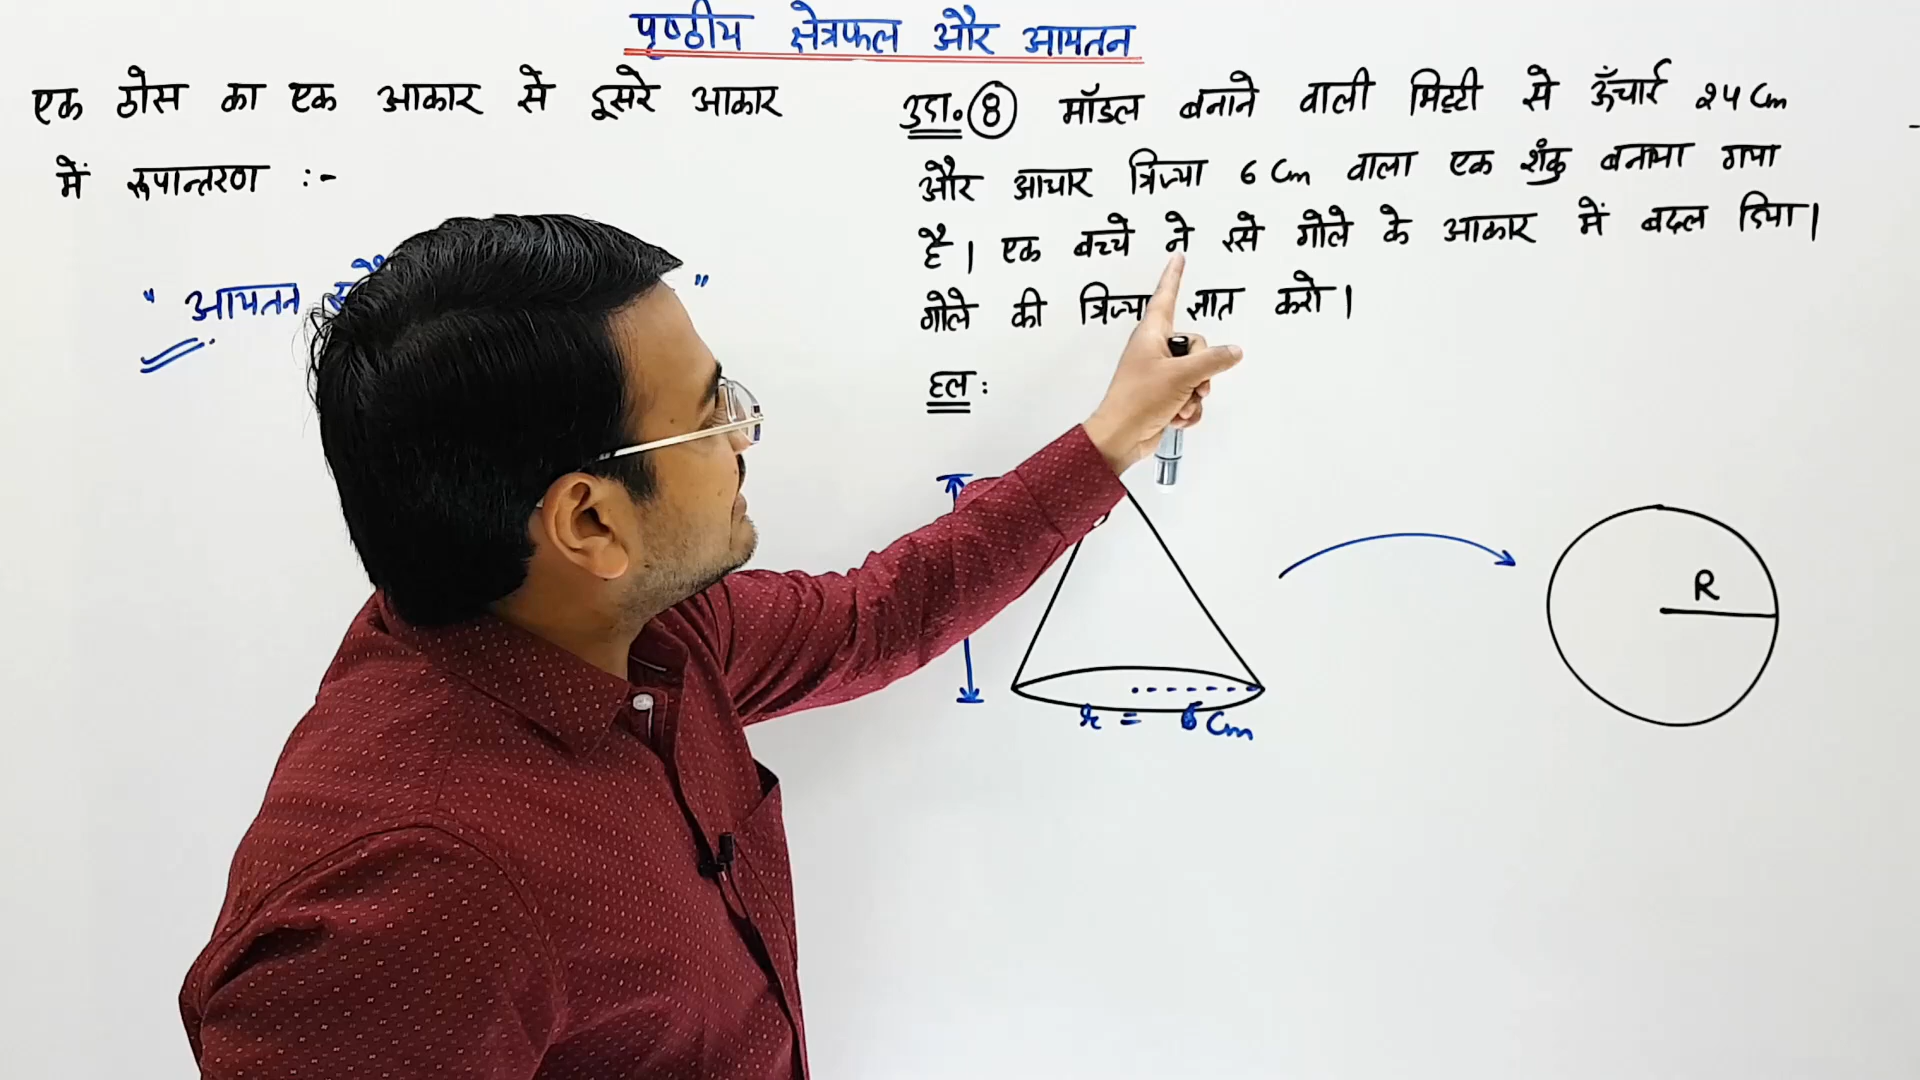 पृष्ठीय क्षेत्रफल और आयतन
एक ठोस का एक आकार से दूसरे आकार
में रूपान्तरण :-
" आयतन "
उदा. 8 मॉडल बनाने वाली मिट्टी से ऊँचाई 24 Cm
और आधार त्रिज्या 6 Cm वाला एक शंकु बनाया गया
है। एक बच्चे ने इसे गोले के आकार में बदल दिया।
गोले की त्रिज्या ज्ञात करो।
हल :
R
r = 6 Cm